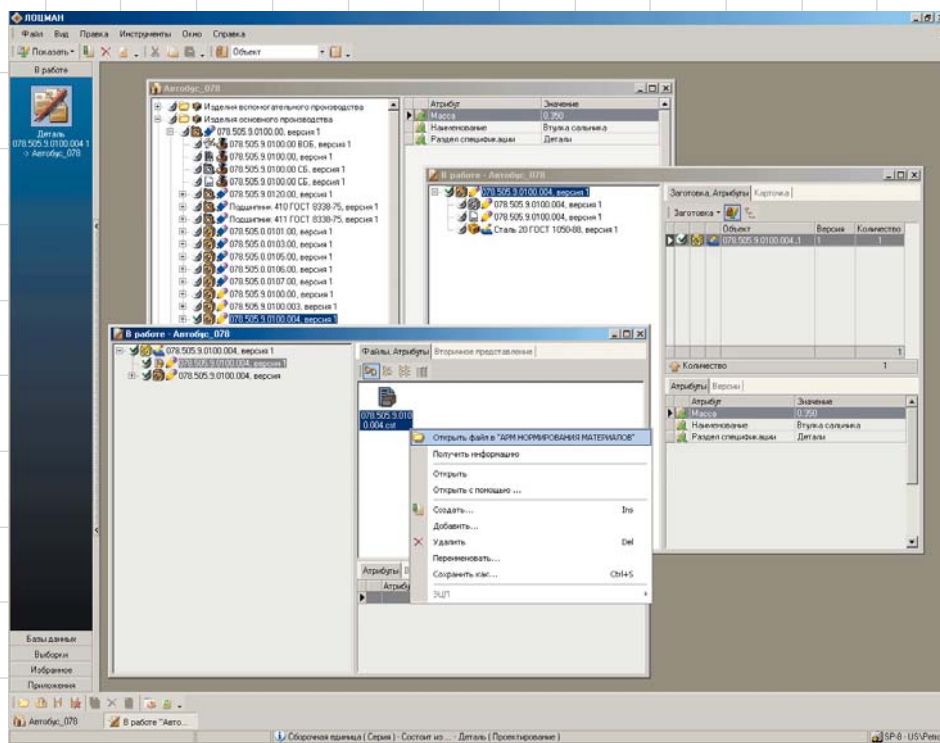 ЛОЦМАН
Файл Вид Правка Инструменты Окно Справка
Показать Объект
В работе
Деталь
078.505.9.0100.004 1
-> Автобус_078
Автобус_078
Изделия вспомогательного производства
Изделия основного производства
078.505.9.0100.00, версия 1
078.505.9.0100.00 ВОБ, версия 1
078.505.9.0100.00, версия 1
078.505.9.0100.00 СБ, версия 1
078.505.9.0100.00 СБ, версия 1
078.505.9.0120.00, версия 1
Подшипник 410 ГОСТ 8338-75, версия 1
Подшипник 411 ГОСТ 8338-75, версия 1
078.505.0.0101.00, версия 1
078.505.0.0103.00, версия 1
078.505.0.0105.00, версия 1
078.505.0.0106.00, версия 1
078.505.0.0107.00, версия 1
078.505.9.0100.00, версия 1
078.505.9.0100.003, версия 1
078.505.9.0100.004, версия 1
Атрибут Значение
Масса 0,350
Наименование Втулка сальника
Раздел спецификации Детали
В работе - Автобус_078
078.505.9.0100.004, версия 1
078.505.9.0100.004, версия 1
078.505.9.0100.004, версия 1
Сталь 20 ГОСТ 1050-88, версия 1
Заготовка, Атрибуты Карточка
Заготовка
Объект Версия Количество
078.505.9.0100.004_1 1 1
1
Количество 1
Атрибуты Версии
Атрибут Значение
Масса 0,350
Наименование Втулка сальника
Раздел спецификации Детали
В работе - Автобус_078
078.505.9.0100.004, версия 1
078.505.9.0100.004, версия 1
078.505.9.0100.004, версия
Файлы, Атрибуты Вторичное представление
078.505.9.010
0.004.cst
Открыть файл в "АРМ НОРМИРОВАНИЯ МАТЕРИАЛОВ"
Получить информацию
Открыть
Открыть с помощью ...
Создать... Ins
Добавить...
Удалить Del
Переименовать...
Сохранить как... Ctrl+S
ЭЦП
Атрибуты
Базы данных
Выборки
Избранное
Приложения
Автобус_078 В работе "Авто...
Сборочная единица ( Серия ) - Состоит из ... - Деталь ( Проектирование )